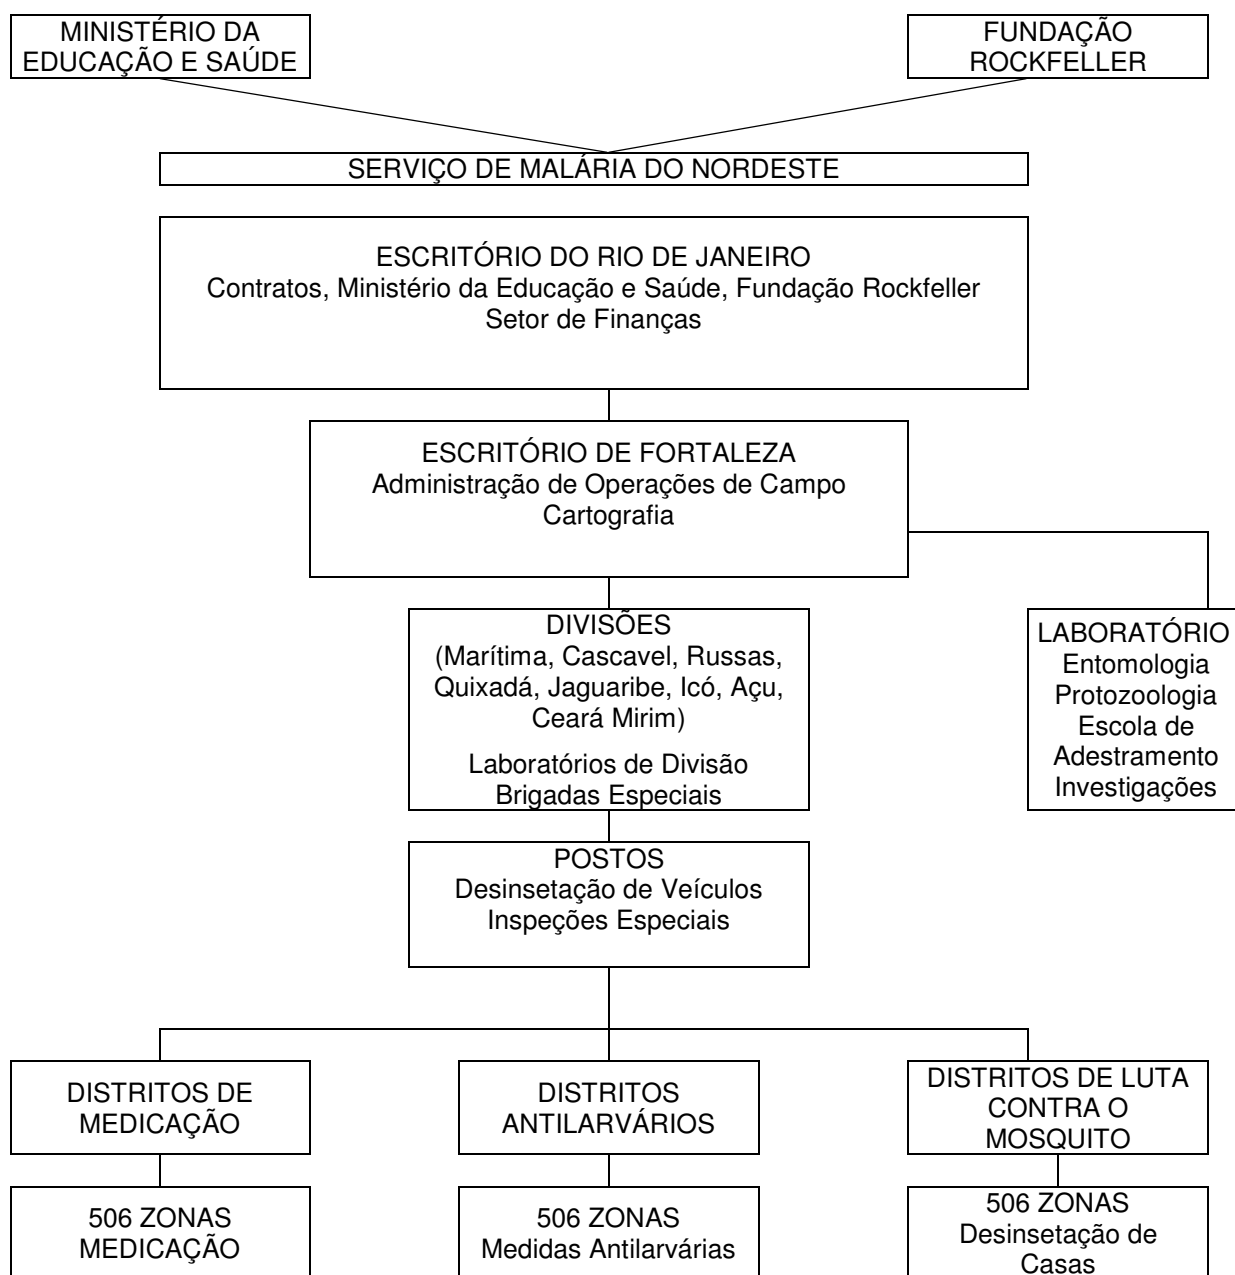 MINISTÉRIO DA
EDUCAÇÃO E SAÚDE
FUNDAÇÃO
ROCKFELLER
SERVIÇO DE MALÁRIA DO NORDESTE
ESCRITÓRIO DO RIO DE JANEIRO
Contratos, Ministério da Educação e Saúde, Fundação Rockfeller
Setor de Finanças
ESCRITÓRIO DE FORTALEZA
Administração de Operações de Campo
Cartografia
DIVISÕES
(Marítima, Cascavel, Russas,
Quixadá, Jaguaribe, Icó, Açu,
Ceará Mirim)
Laboratórios de Divisão
Brigadas Especiais
LABORATÓRIO
Entomologia
Protozoologia
Escola de
Adestramento
Investigações
POSTOS
Desinsetação de Veículos
Inspeções Especiais
DISTRITOS DE
MEDICAÇÃO
DISTRITOS
ANTILARVÁRIOS
DISTRITOS DE LUTA
CONTRA O
MOSQUITO
506 ZONAS
MEDICAÇÃO
506 ZONAS
Medidas Antilarvárias
506 ZONAS
Desinsetação de
Casas